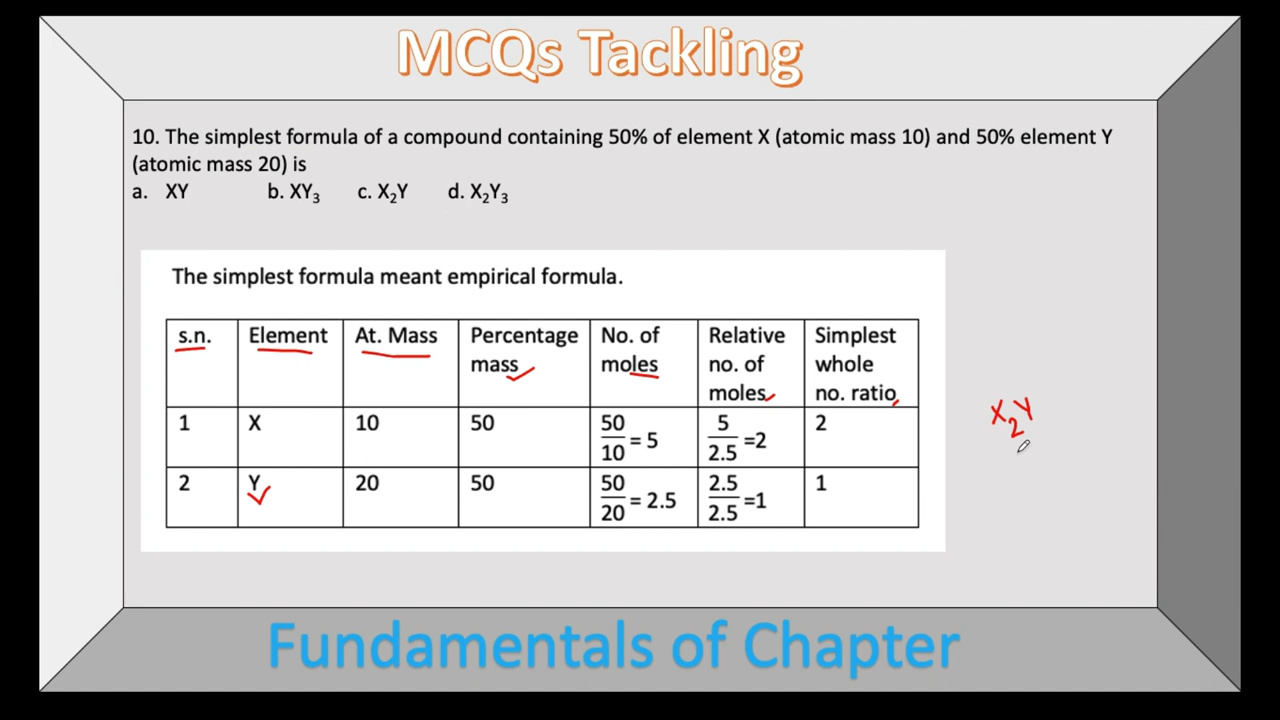 MCQs Tackling
10. The simplest formula of a compound containing 50% of element X (atomic mass 10) and 50% element Y
(atomic mass 20) is
a. XY b. XY₃ c. X₂Y d. X₂Y₃
The simplest formula meant empirical formula.
s.n. Element At. Mass Percentage mass No. of moles Relative no. of moles Simplest whole no. ratio
1 X 10 50 50/10 = 5 5/2.5 =2 2
2 Y 20 50 50/20 = 2.5 2.5/2.5 =1 1
X₂Y
Fundamentals of Chapter